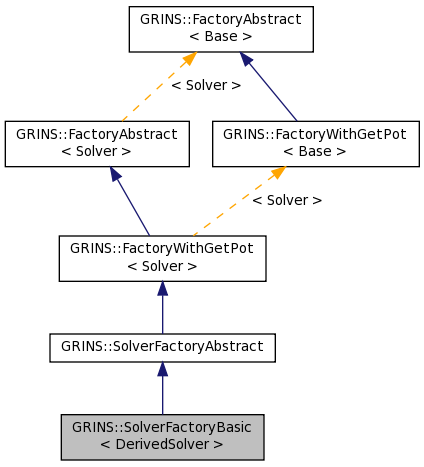 GRINS::FactoryAbstract
< Base >
< Solver >
GRINS::FactoryAbstract
< Solver >
GRINS::FactoryWithGetPot
< Base >
< Solver >
GRINS::FactoryWithGetPot
< Solver >
GRINS::SolverFactoryAbstract
GRINS::SolverFactoryBasic
< DerivedSolver >